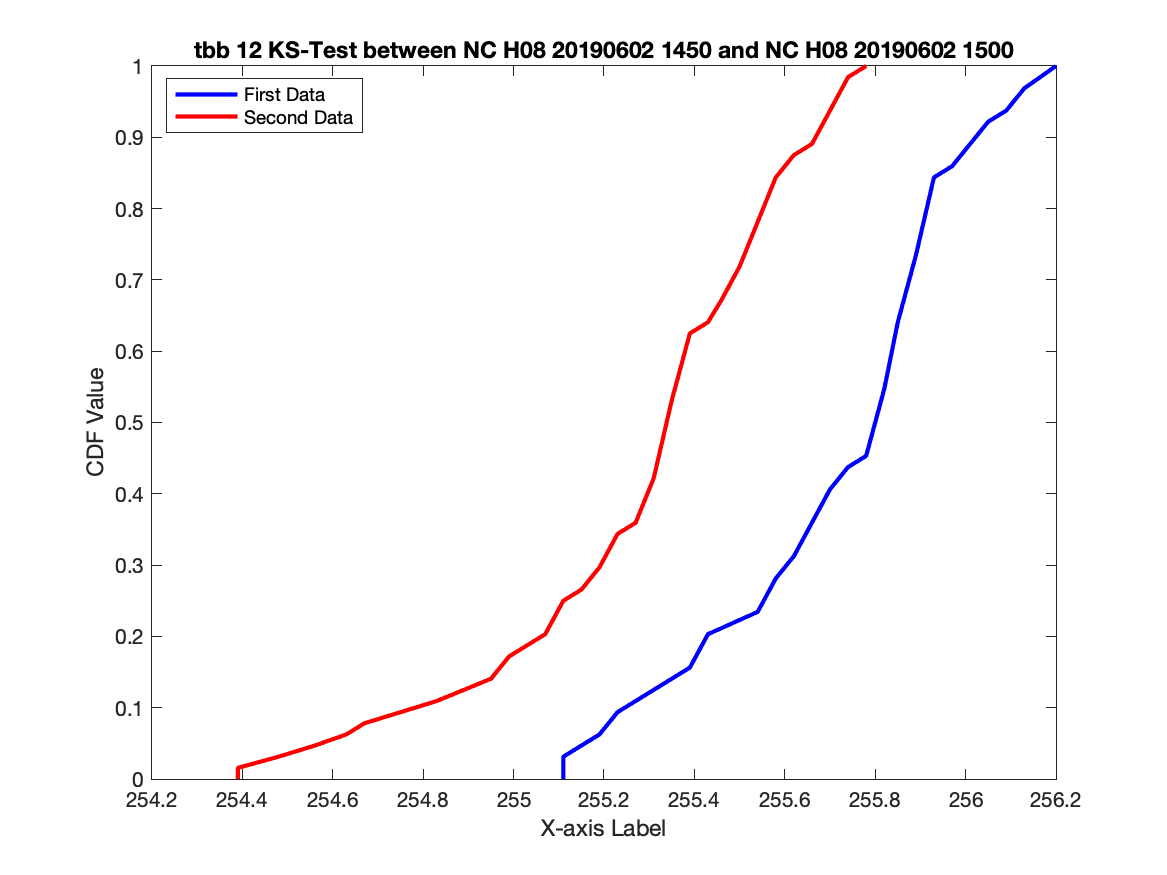 tbb 12 KS-Test between NC H08 20190602 1450 and NC H08 20190602 1500
First Data
Second Data
CDF Value
1
0.9
0.8
0.7
0.6
0.5
0.4
0.3
0.2
0.1
0
254.2 254.4 254.6 254.8 255 255.2 255.4 255.6 255.8 256 256.2
X-axis Label